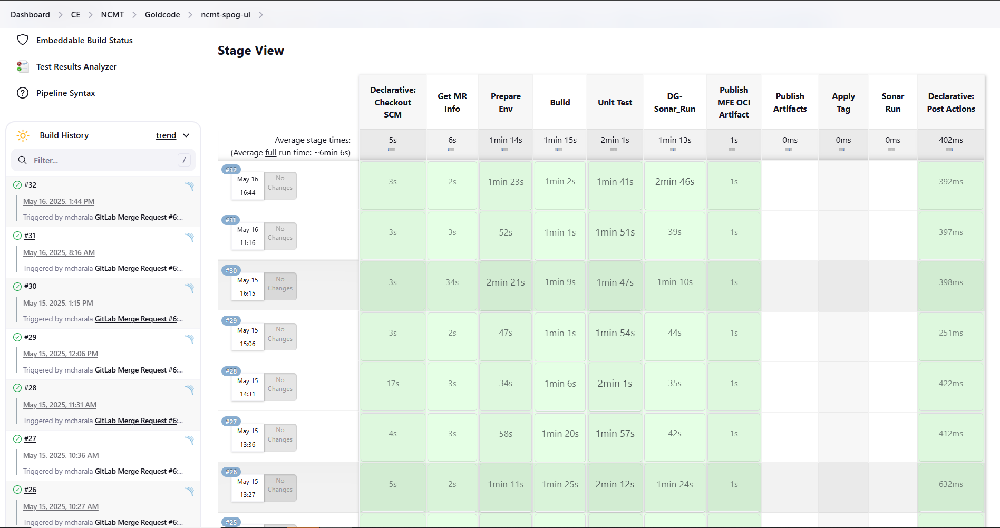 Dashboard > CE > NCMT > Goldcode > ncmt-spog-ui >
Embeddable Build Status
Test Results Analyzer
Pipeline Syntax
Build History trend
Filter... /
#32
May 16, 2025, 1:44 PM
Triggered by mcharala GitLab Merge Request #6:...
#31
May 16, 2025, 8:16 AM
Triggered by mcharala GitLab Merge Request #6:...
#30
May 15, 2025, 1:15 PM
Triggered by mcharala GitLab Merge Request #6:...
#29
May 15, 2025, 12:06 PM
Triggered by mcharala GitLab Merge Request #6:...
#28
May 15, 2025, 11:31 AM
Triggered by mcharala GitLab Merge Request #6:...
#27
May 15, 2025, 10:36 AM
Triggered by mcharala GitLab Merge Request #6:...
#26
May 15, 2025, 10:27 AM
Triggered by mcharala GitLab Merge Request #6:...
Stage View
Declarative:
Checkout
SCM
Get MR
Info
Prepare
Env
Build
Unit Test
DG-
Sonar_Run
Publish
MFE OCI
Artifact
Publish
Artifacts
Apply
Tag
Sonar
Run
Declarative:
Post Actions
Average stage times:
(Average full run time: ~6min 6s)
5s 6s 1min 14s 1min 15s 2min 1s 1min 13s 1s 0ms 0ms 0ms 402ms
#32
May 16
16:44
No
Changes
3s 2s 1min 23s 1min 2s 1min 41s 2min 46s 1s 392ms
#31
May 16
11:16
No
Changes
3s 3s 52s 1min 1s 1min 51s 39s 1s 397ms
#30
May 15
16:15
No
Changes
3s 34s 2min 21s 1min 9s 1min 47s 1min 10s 1s 398ms
#29
May 15
15:06
No
Changes
3s 2s 47s 1min 1s 1min 54s 44s 1s 251ms
#28
May 15
14:31
No
Changes
17s 3s 34s 1min 6s 2min 1s 35s 1s 422ms
#27
May 15
13:36
No
Changes
4s 3s 58s 1min 20s 1min 57s 42s 1s 412ms
#26
May 15
13:27
No
Changes
5s 2s 1min 11s 1min 25s 2min 12s 1min 24s 1s 632ms
#25